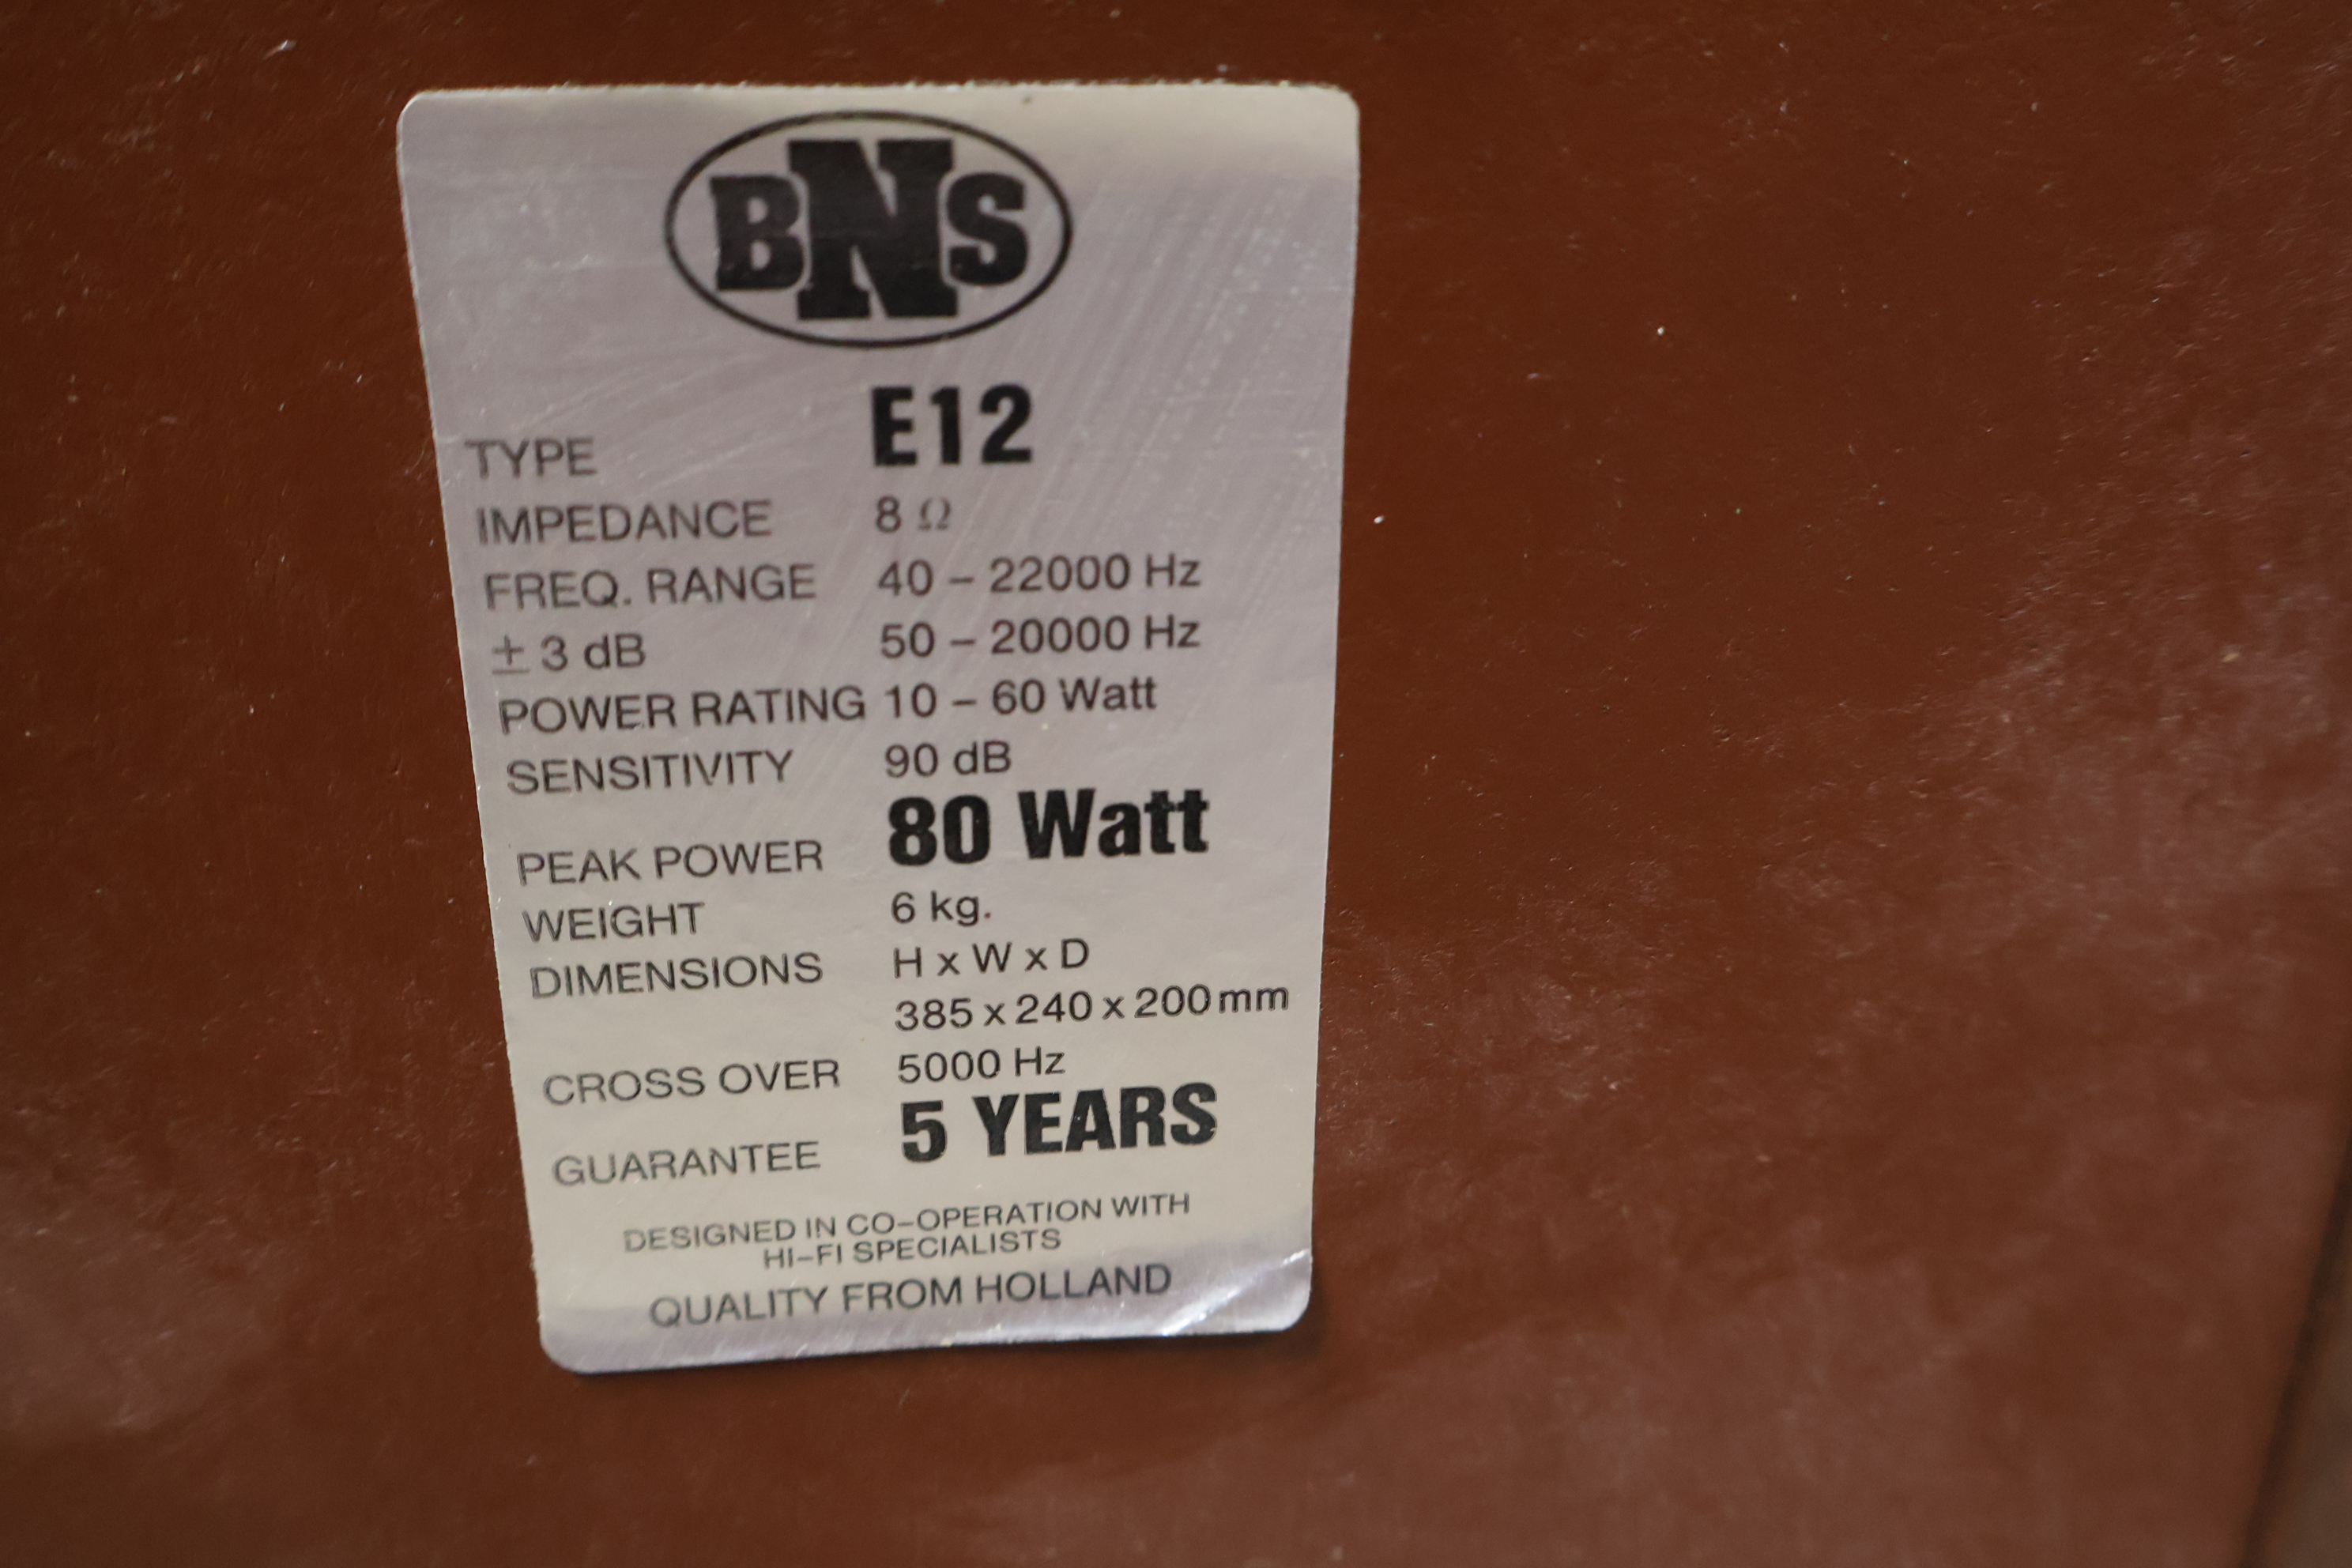 BNS
TYPE E12
IMPEDANCE 8 Ω
FREQ. RANGE 40 – 22000 Hz
± 3 dB 50 – 20000 Hz
POWER RATING 10 – 60 Watt
SENSITIVITY 90 dB
PEAK POWER 80 Watt
WEIGHT 6 kg.
DIMENSIONS H x W x D
385 x 240 x 200 mm
CROSS OVER 5000 Hz
GUARANTEE 5 YEARS
DESIGNED IN CO–OPERATION WITH
HI–FI SPECIALISTS
QUALITY FROM HOLLAND